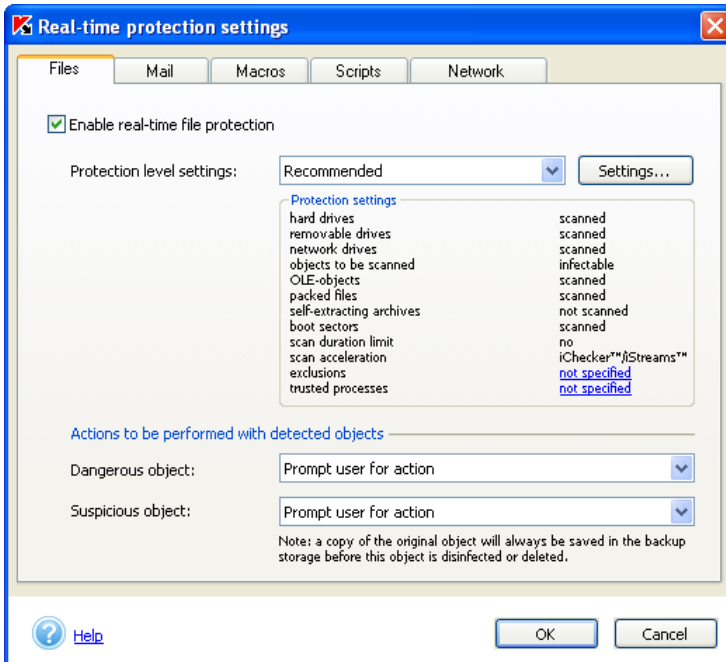 Real-time protection settings
Files Mail Macros Scripts Network
Enable real-time file protection
Protection level settings: Recommended Settings...
Protection settings
hard drives scanned
removable drives scanned
network drives scanned
objects to be scanned infectable
OLE-objects scanned
packed files scanned
self-extracting archives not scanned
boot sectors scanned
scan duration limit no
scan acceleration iChecker™/iStreams™
exclusions not specified
trusted processes not specified
Actions to be performed with detected objects
Dangerous object: Prompt user for action
Suspicious object: Prompt user for action
Note: a copy of the original object will always be saved in the backup
storage before this object is disinfected or deleted.
Help OK Cancel